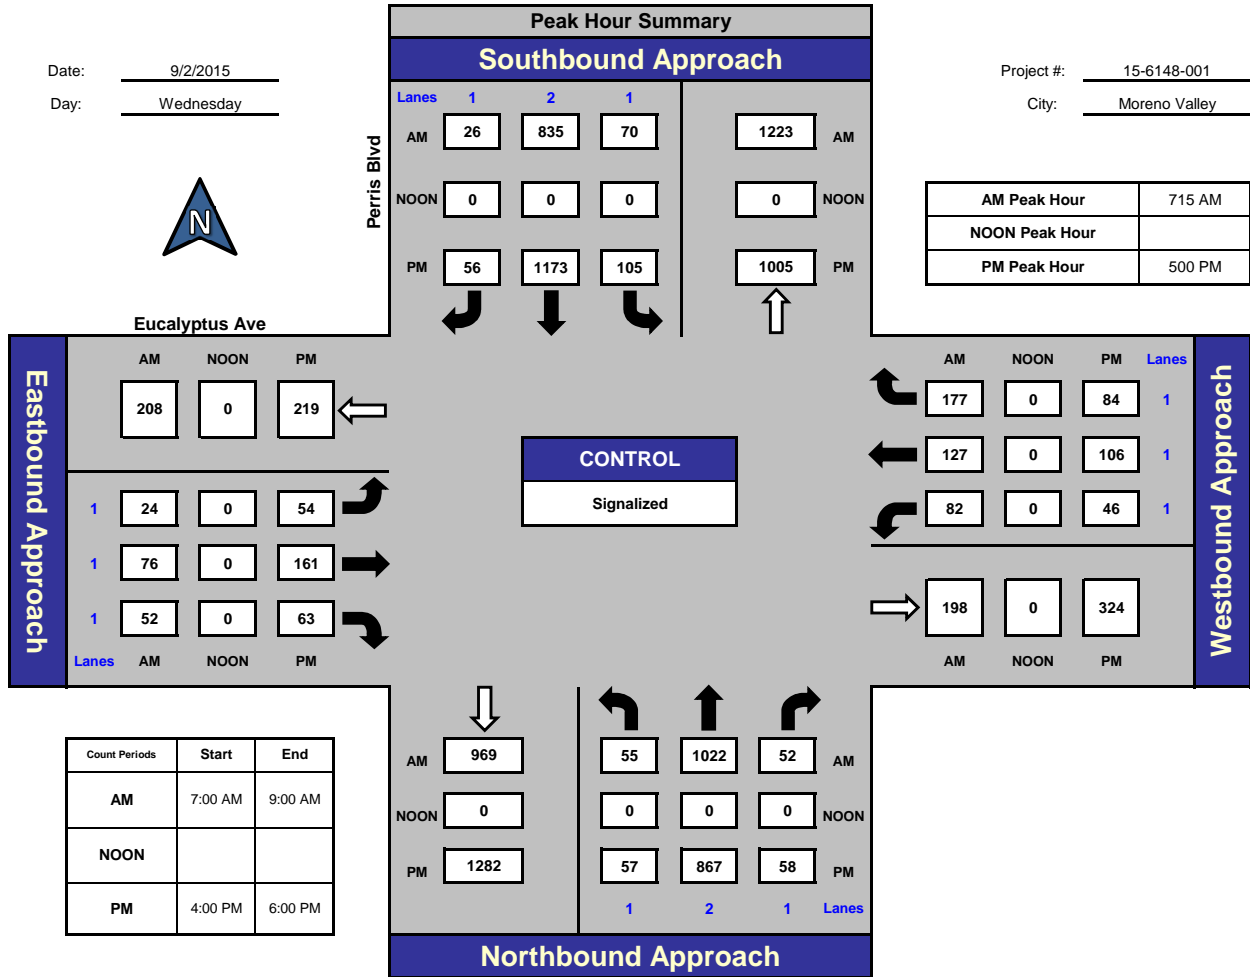 Peak Hour Summary
Southbound Approach
Date: 9/2/2015
Day: Wednesday
Project #: 15-6148-001
City: Moreno Valley
N
Perris Blvd
Lanes 1 2 1
AM 26 835 70 1223 AM
NOON 0 0 0 0 NOON
PM 56 1173 105 1005 PM
AM Peak Hour 715 AM
NOON Peak Hour
PM Peak Hour 500 PM
Eucalyptus Ave
Eastbound Approach
AM NOON PM
208 0 219
1 24 0 54
1 76 0 161
1 52 0 63
Lanes AM NOON PM
CONTROL
Signalized
AM NOON PM Lanes
177 0 84 1
127 0 106 1
82 0 46 1
198 0 324
AM NOON PM
Westbound Approach
Count Periods Start End
AM 7:00 AM 9:00 AM
NOON
PM 4:00 PM 6:00 PM
AM 969 55 1022 52 AM
NOON 0 0 0 0 NOON
PM 1282 57 867 58 PM
1 2 1 Lanes
Northbound Approach